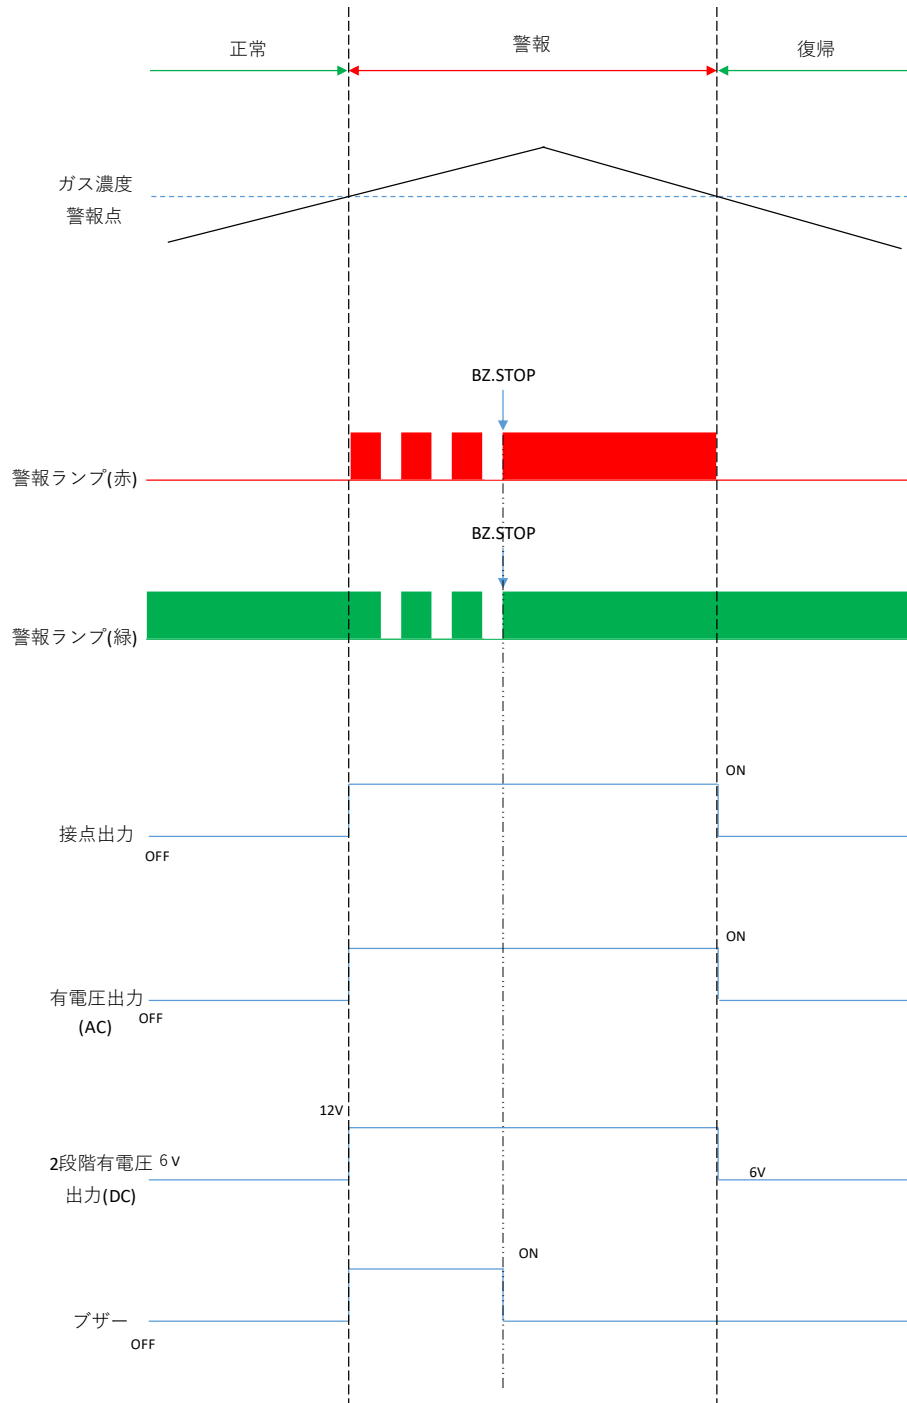 正常
警報
復帰
ガス濃度
警報点
BZ.STOP
警報ランプ(赤)
BZ.STOP
警報ランプ(緑)
ON
接点出力
OFF
ON
有電圧出力
(AC)
OFF
12V
2段階有電圧
出力(DC)
6V
6V
ON
ブザー
OFF